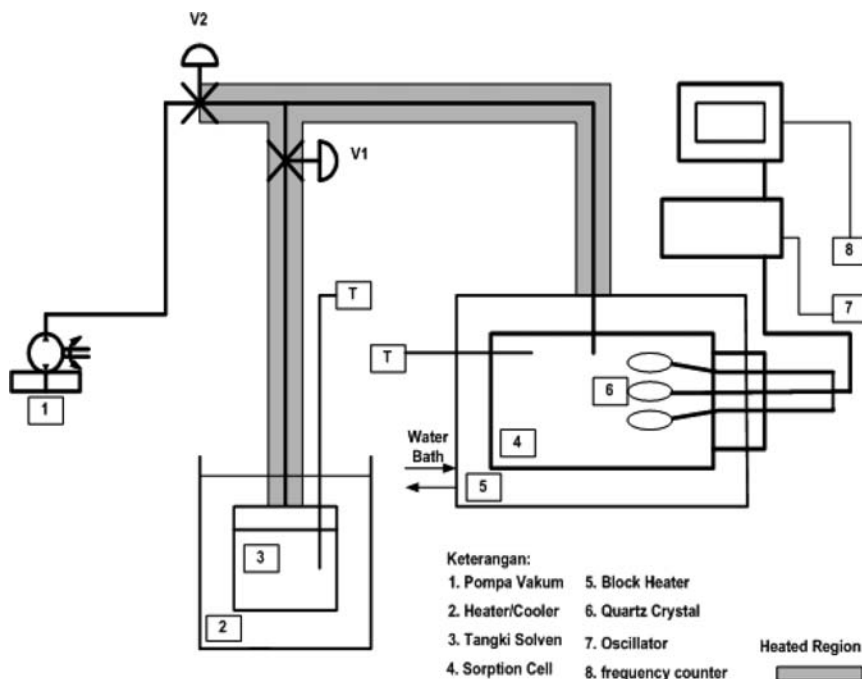 V2
V1
T
8
7
T
6
1
4
Water
Bath
5
3
2
Keterangan:
1. Pompa Vakum
2. Heater/Cooler
3. Tangki Solven
4. Sorption Cell
5. Block Heater
6. Quartz Crystal
7. Oscillator
8. frequency counter
Heated Region